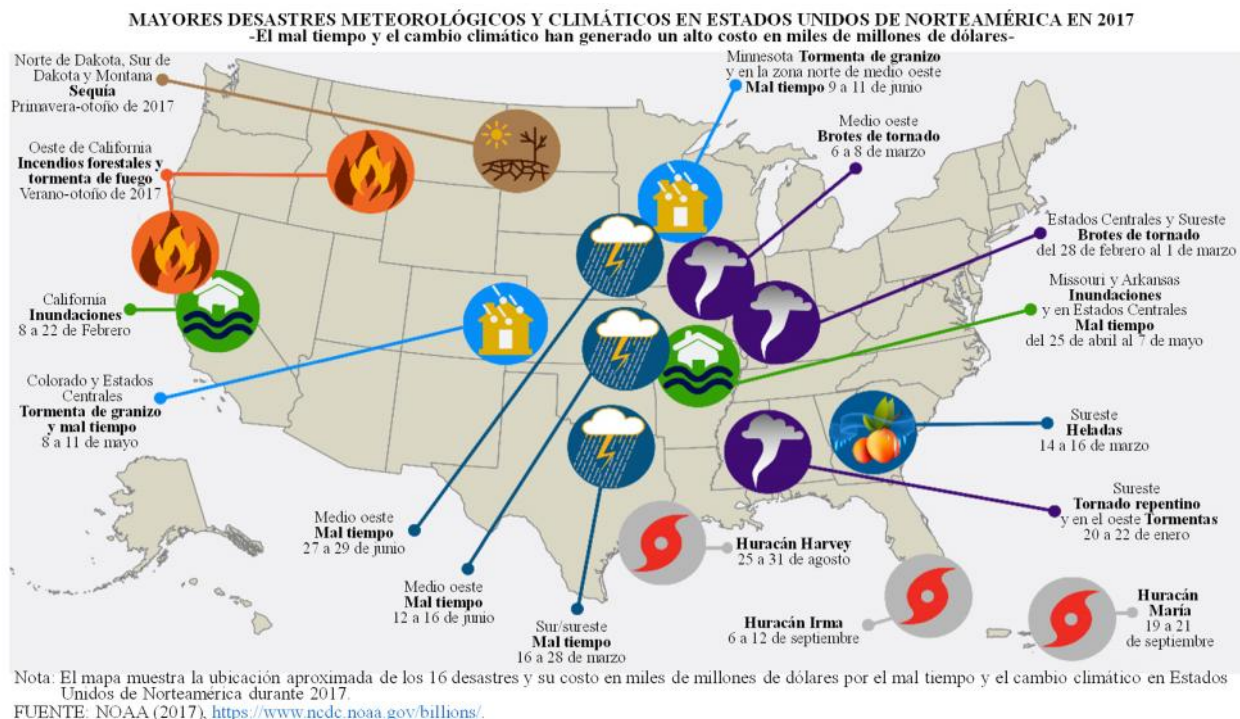 MAYORES DESASTRES METEOROLÓGICOS Y CLIMÁTICOS EN ESTADOS UNIDOS DE NORTEAMÉRICA EN 2017
-El mal tiempo y el cambio climático han generado un alto costo en miles de millones de dólares-
Norte de Dakota, Sur de
Dakota y Montana
Sequía
Primavera-otoño de 2017
Oeste de California
Incendios forestales y
tormenta de fuego
Verano-otoño de 2017
California
Inundaciones
8 a 22 de Febrero
Colorado y Estados
Centrales
Tormenta de granizo
y mal tiempo
8 a 11 de mayo
Medio oeste
Mal tiempo
27 a 29 de junio
Medio oeste
Mal tiempo
12 a 16 de junio
Sur/sureste
Mal tiempo
16 a 28 de marzo
Minnesota Tormenta de granizo
y en la zona norte de medio oeste
Mal tiempo 9 a 11 de junio
Medio oeste
Brotes de tornado
6 a 8 de marzo
Estados Centrales y Sureste
Brotes de tornado
del 28 de febrero al 1 de marzo
Missouri y Arkansas
Inundaciones
y en Estados Centrales
Mal tiempo
del 25 de abril al 7 de mayo
Sureste
Heladas
14 a 16 de marzo
Sureste
Tornado repentino
y en el oeste Tormentas
20 a 22 de enero
Huracán Harvey
25 a 31 de agosto
Huracán Irma
6 a 12 de septiembre
Huracán
María
19 a 21
de septiembre
Nota: El mapa muestra la ubicación aproximada de los 16 desastres y su costo en miles de millones de dólares por el mal tiempo y el cambio climático en Estados
Unidos de Norteamérica durante 2017.
FUENTE: NOAA (2017), https://www.ncdc.noaa.gov/billions/.